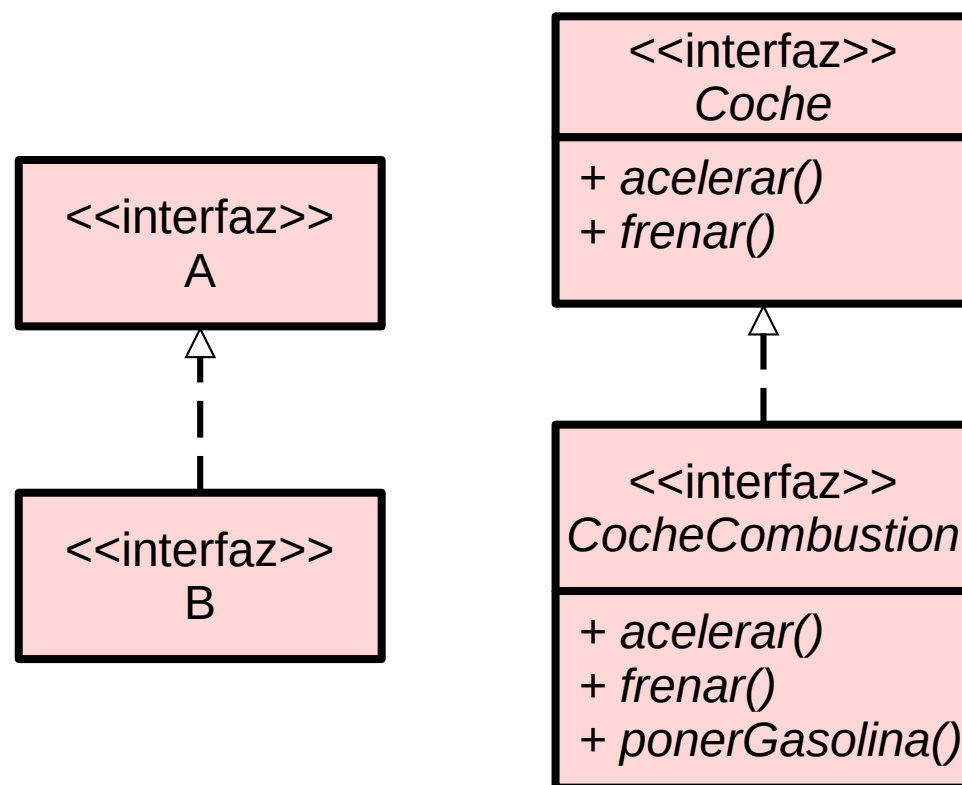 <<interfaz>>
A
<<interfaz>>
B
<<interfaz>>
Coche
+ acelerar()
+ frenar()
<<interfaz>>
CocheCombustion
+ acelerar()
+ frenar()
+ ponerGasolina()